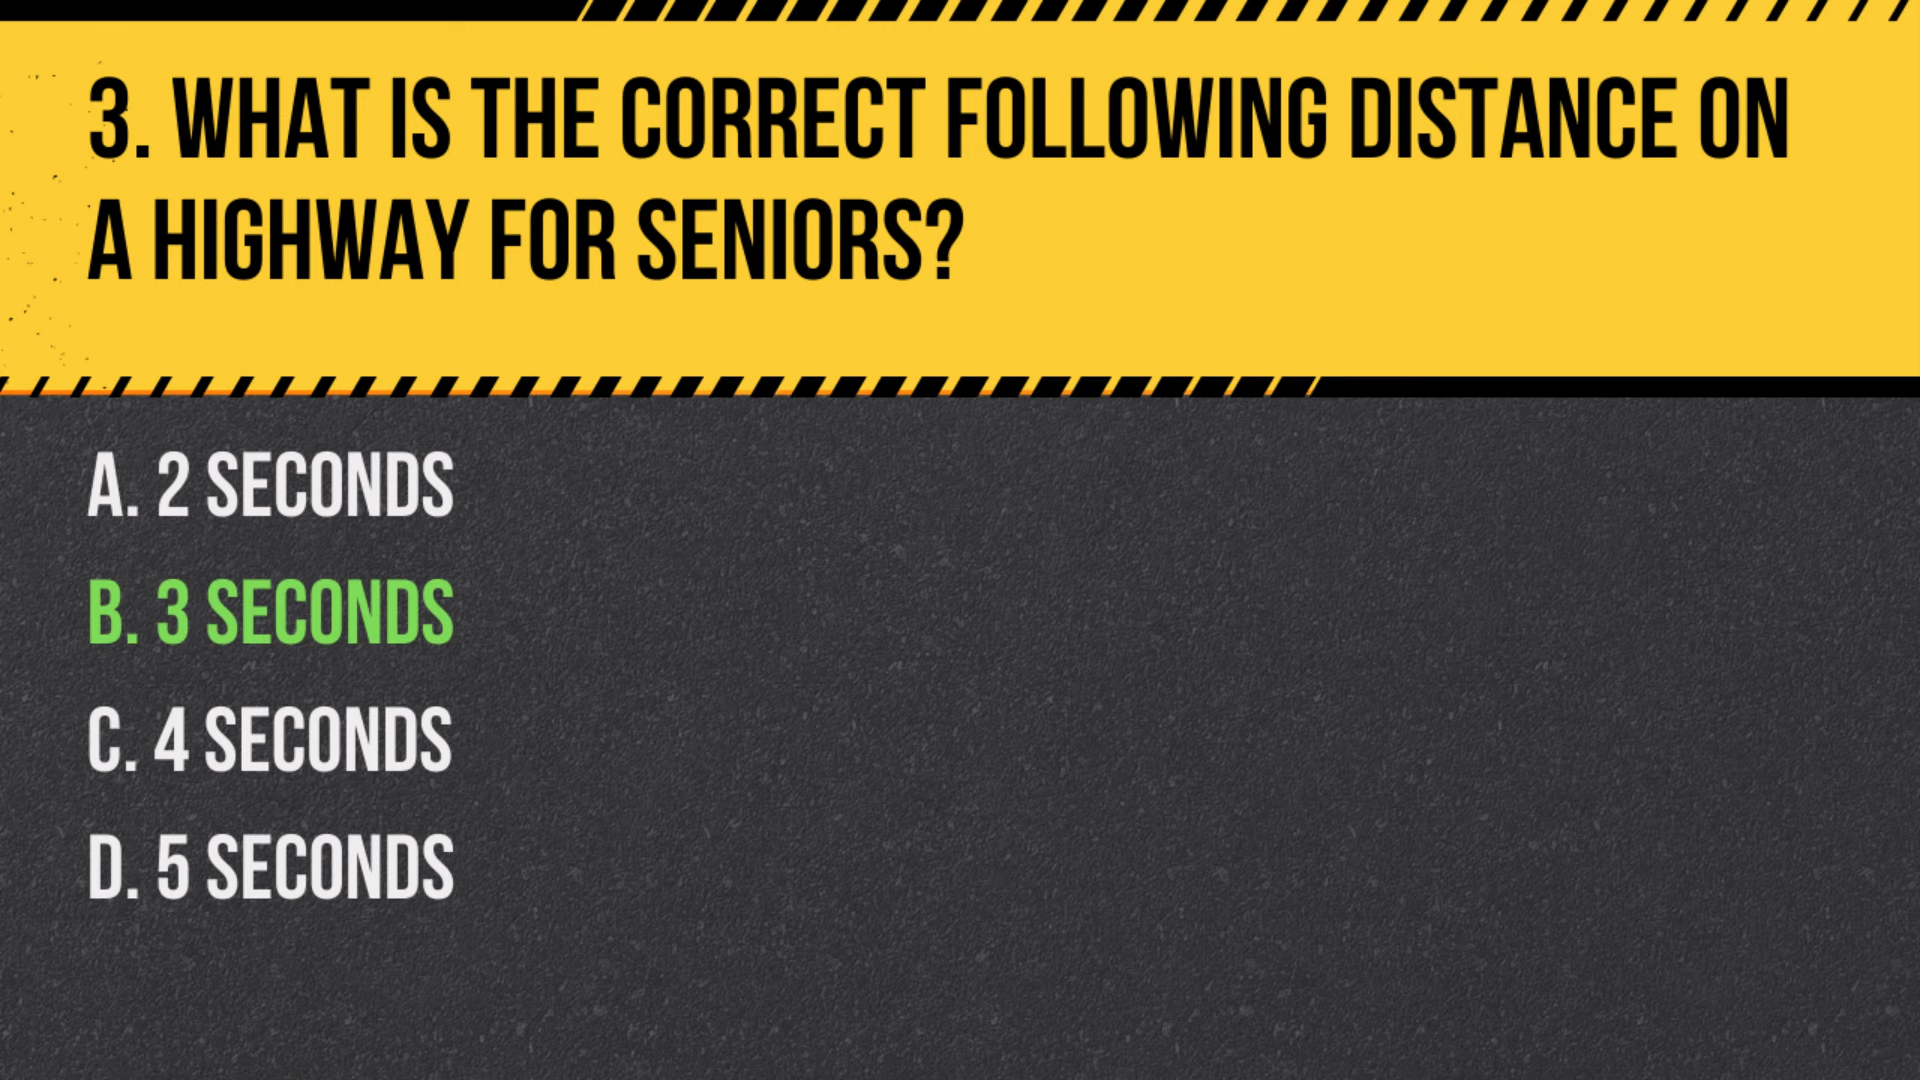 3. WHAT IS THE CORRECT FOLLOWING DISTANCE ON
A HIGHWAY FOR SENIORS?
A. 2 SECONDS
B. 3 SECONDS
C. 4 SECONDS
D. 5 SECONDS